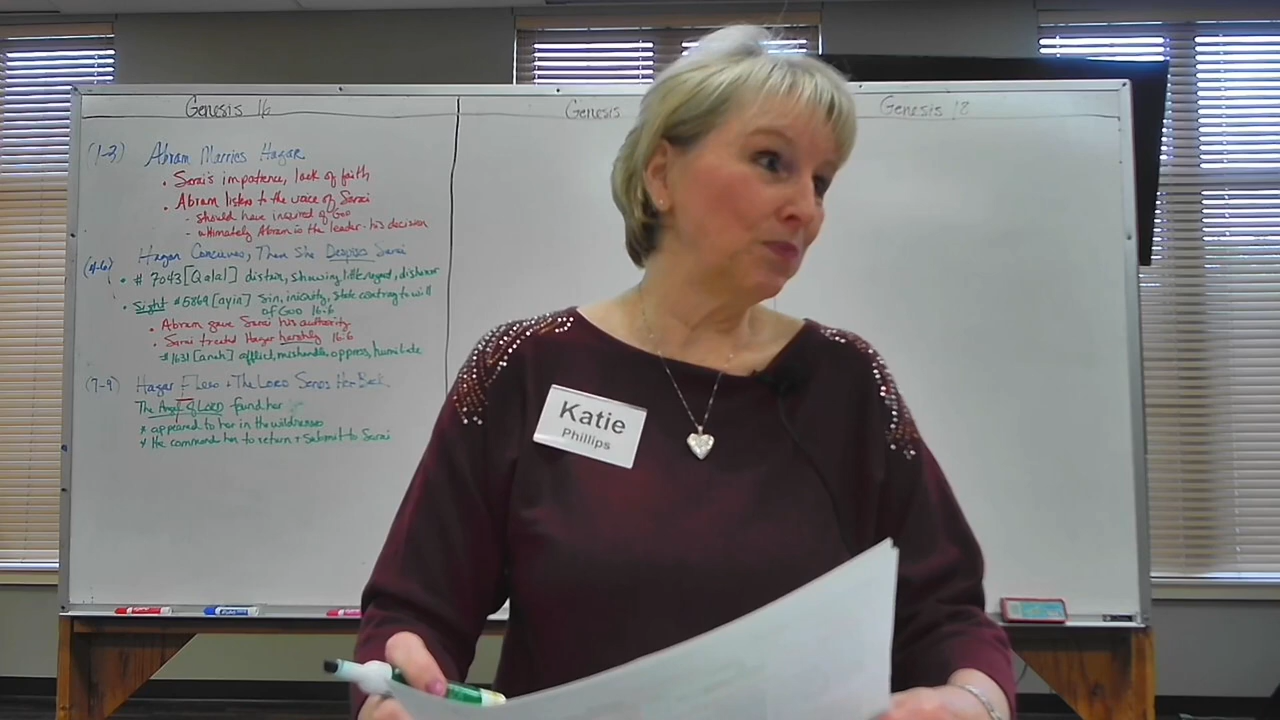 Genesis 16
Genesis
Genesis 18
(1-3) Abram Marries Hagar
• Sarai's impatience, lack of faith
• Abram listens to the voice of Sarai
- should have inquired of God
- ultimately Abram is the leader - his decision
(4-6) Hagar Conceives, Then She Despises Sarai
• # 7043 [Qalal] disdain, showing little regard, dishonor
• Sight #5869 [ayin] sin, iniquity, state contrary to will
of God 16:6
• Abram gave Sarai his authority
• Sarai treated Hagar harshly 16:6
[anah] afflict, mishandle, oppress, humiliate
(7-9) Hagar Flees + The LORD Sends Her Back
The Angel of LORD found her
* appeared to her in the wilderness
* He command her to return + submit to Sarai
Katie
Phillips